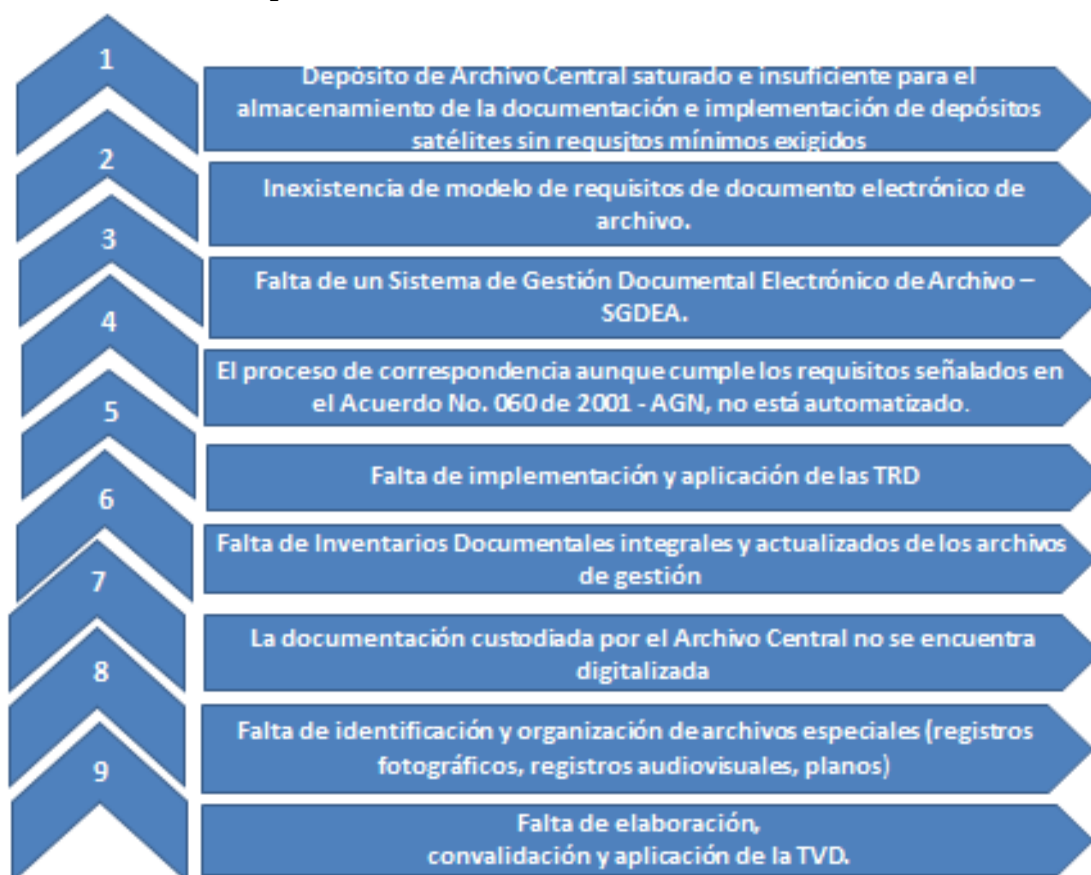 1
Depósito de Archivo Central saturado e insuficiente para el
almacenamiento de la documentación e implementación de depósitos
satélites sin requsjtos mínimos exigidos
2
Inexistencia de modelo de requisitos de documento electrónico de
archivo.
3
Falta de un Sistema de Gestión Documental Electrónico de Archivo –
SGDEA.
4
El proceso de correspondencia aunque cumple los requisitos señalados en
el Acuerdo No. 060 de 2001 - AGN, no está automatizado.
5
Falta de implementación y aplicación de las TRD
6
Falta de Inventarios Documentales integrales y actualizados de los archivos
de gestión
7
La documentación custodiada por el Archivo Central no se encuentra
digitalizada
8
Falta de identificación y organización de archivos especiales (registros
fotográficos, registros audiovisuales, planos)
9
Falta de elaboración,
convalidación y aplicación de la TVD.